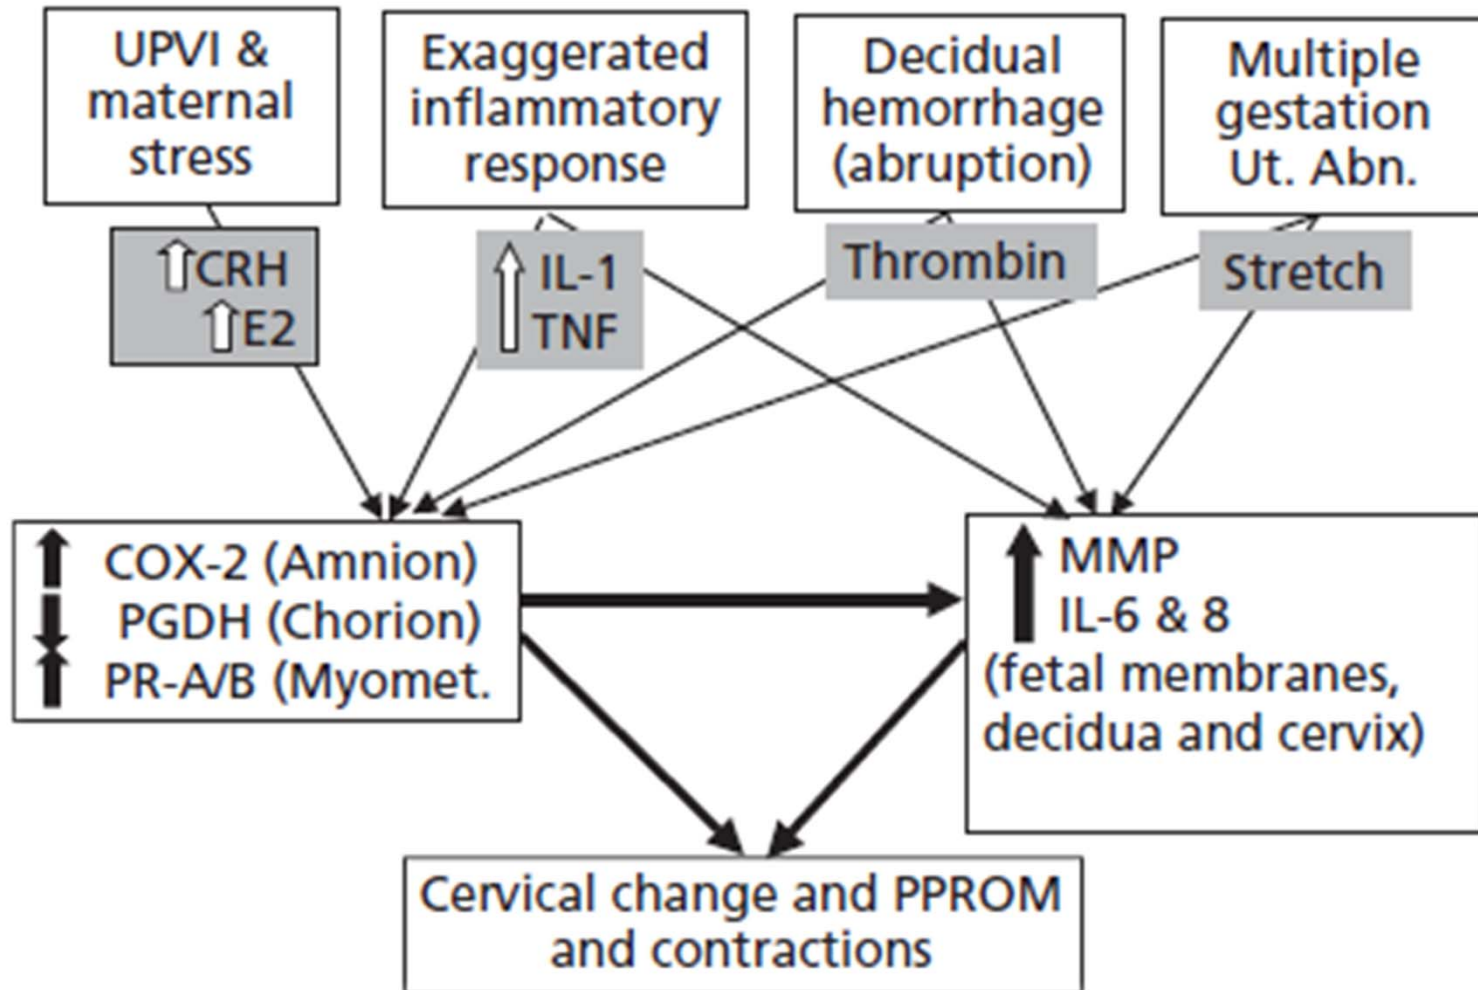 UPVI &
maternal
stress
Exaggerated
inflammatory
response
Decidual
hemorrhage
(abruption)
Multiple
gestation
Ut. Abn.
CRH
E2
IL-1
TNF
Thrombin
Stretch
COX-2 (Amnion)
PGDH (Chorion)
PR-A/B (Myomet.
MMP
IL-6 & 8
(fetal membranes,
decidua and cervix)
Cervical change and PPROM
and contractions